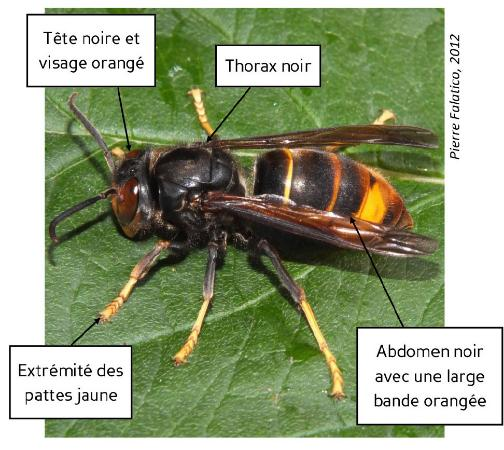 Tête noire et
visage orangé
Thorax noir
Pierre Falatico, 2012
Extrémité des
pattes jaune
Abdomen noir
avec une large
bande orangée